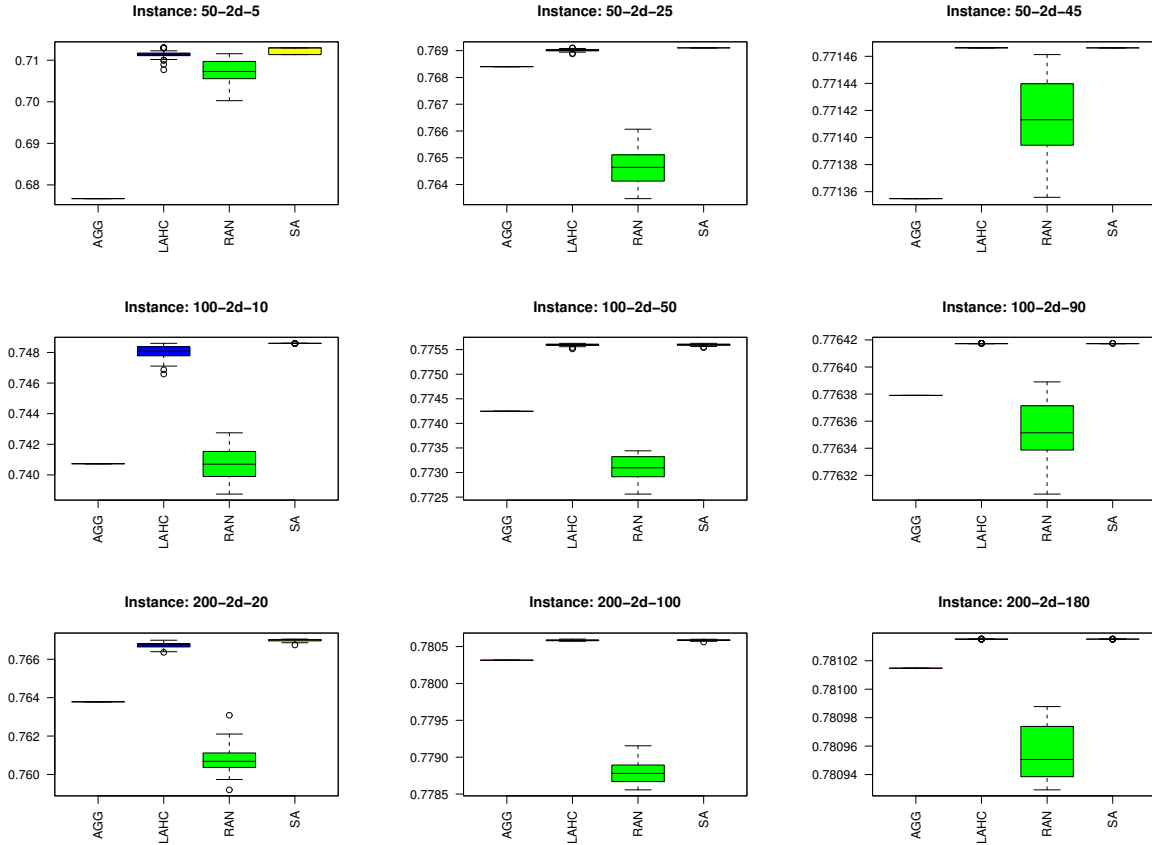 Instance: 50−2d−5
0.71
0.70
0.69
0.68
AGG
LAHC
RAN
SA
Instance: 50−2d−25
0.769
0.768
0.767
0.766
0.765
0.764
AGG
LAHC
RAN
SA
Instance: 50−2d−45
0.77146
0.77144
0.77142
0.77140
0.77138
0.77136
AGG
LAHC
RAN
SA
Instance: 100−2d−10
0.748
0.746
0.744
0.742
0.740
AGG
LAHC
RAN
SA
Instance: 100−2d−50
0.7755
0.7750
0.7745
0.7740
0.7735
0.7730
0.7725
AGG
LAHC
RAN
SA
Instance: 100−2d−90
0.77642
0.77640
0.77638
0.77636
0.77634
0.77632
AGG
LAHC
RAN
SA
Instance: 200−2d−20
0.766
0.764
0.762
0.760
AGG
LAHC
RAN
SA
Instance: 200−2d−100
0.7805
0.7800
0.7795
0.7790
0.7785
AGG
LAHC
RAN
SA
Instance: 200−2d−180
0.78102
0.78100
0.78098
0.78096
0.78094
AGG
LAHC
RAN
SA